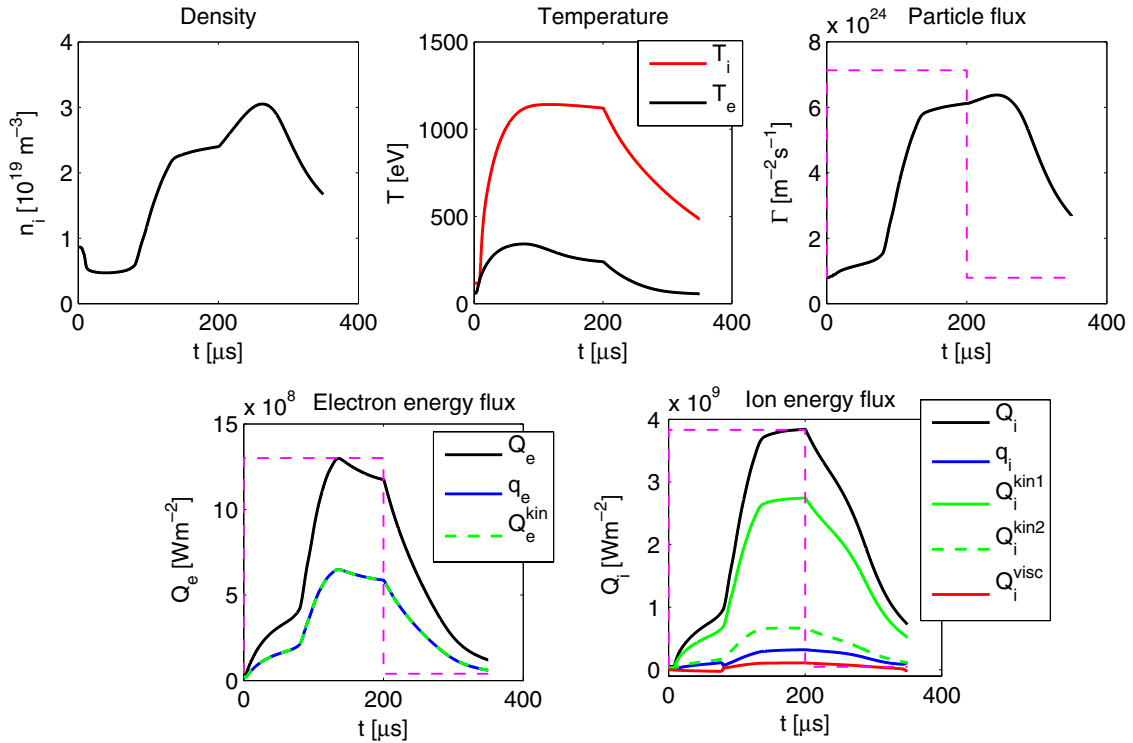 Density
4
3
2
1
0
0
200
400
n_i [10^19 m^−3]
t [μs]
Temperature
1500
1000
500
0
0
200
400
T [eV]
t [μs]
T_i
T_e
x 10^24
Particle flux
8
6
4
2
0
0
200
400
Γ [m^−2 s^−1]
t [μs]
x 10^8
Electron energy flux
15
10
5
0
0
200
400
Q_e [Wm^−2]
t [μs]
Q_e
q_e
Q_e^kin
x 10^9
Ion energy flux
4
3
2
1
0
0
200
400
Q_i [Wm^−2]
t [μs]
Q_i
q_i
Q_i^kin1
Q_i^kin2
Q_i^visc